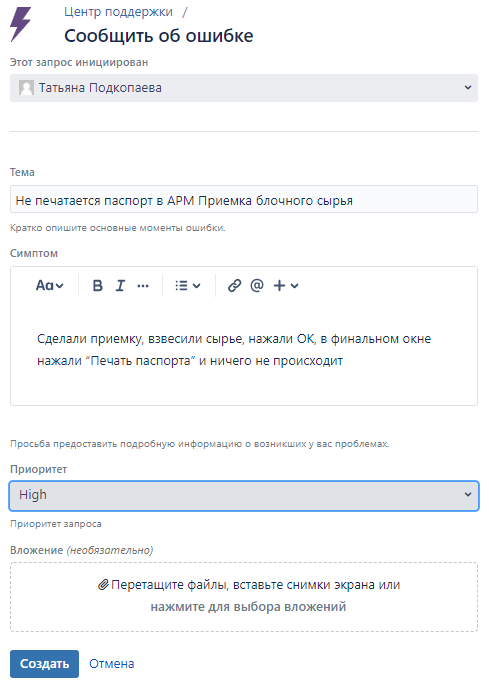 Центр поддержки /
Сообщить об ошибке
Этот запрос инициирован
Татьяна Подкопаева
Тема
Не печатается паспорт в АРМ Приемка блочного сырья
Кратко опишите основные моменты ошибки.
Симптом
Aa B I ... @ +
Сделали приемку, взвесили сырье, нажали ОК, в финальном окне
нажали “Печать паспорта” и ничего не происходит
Просьба предоставить подробную информацию о возникших у вас проблемах.
Приоритет
High
Приоритет запроса
Вложение (необязательно)
Перетащите файлы, вставьте снимки экрана или
нажмите для выбора вложений
Создать Отмена